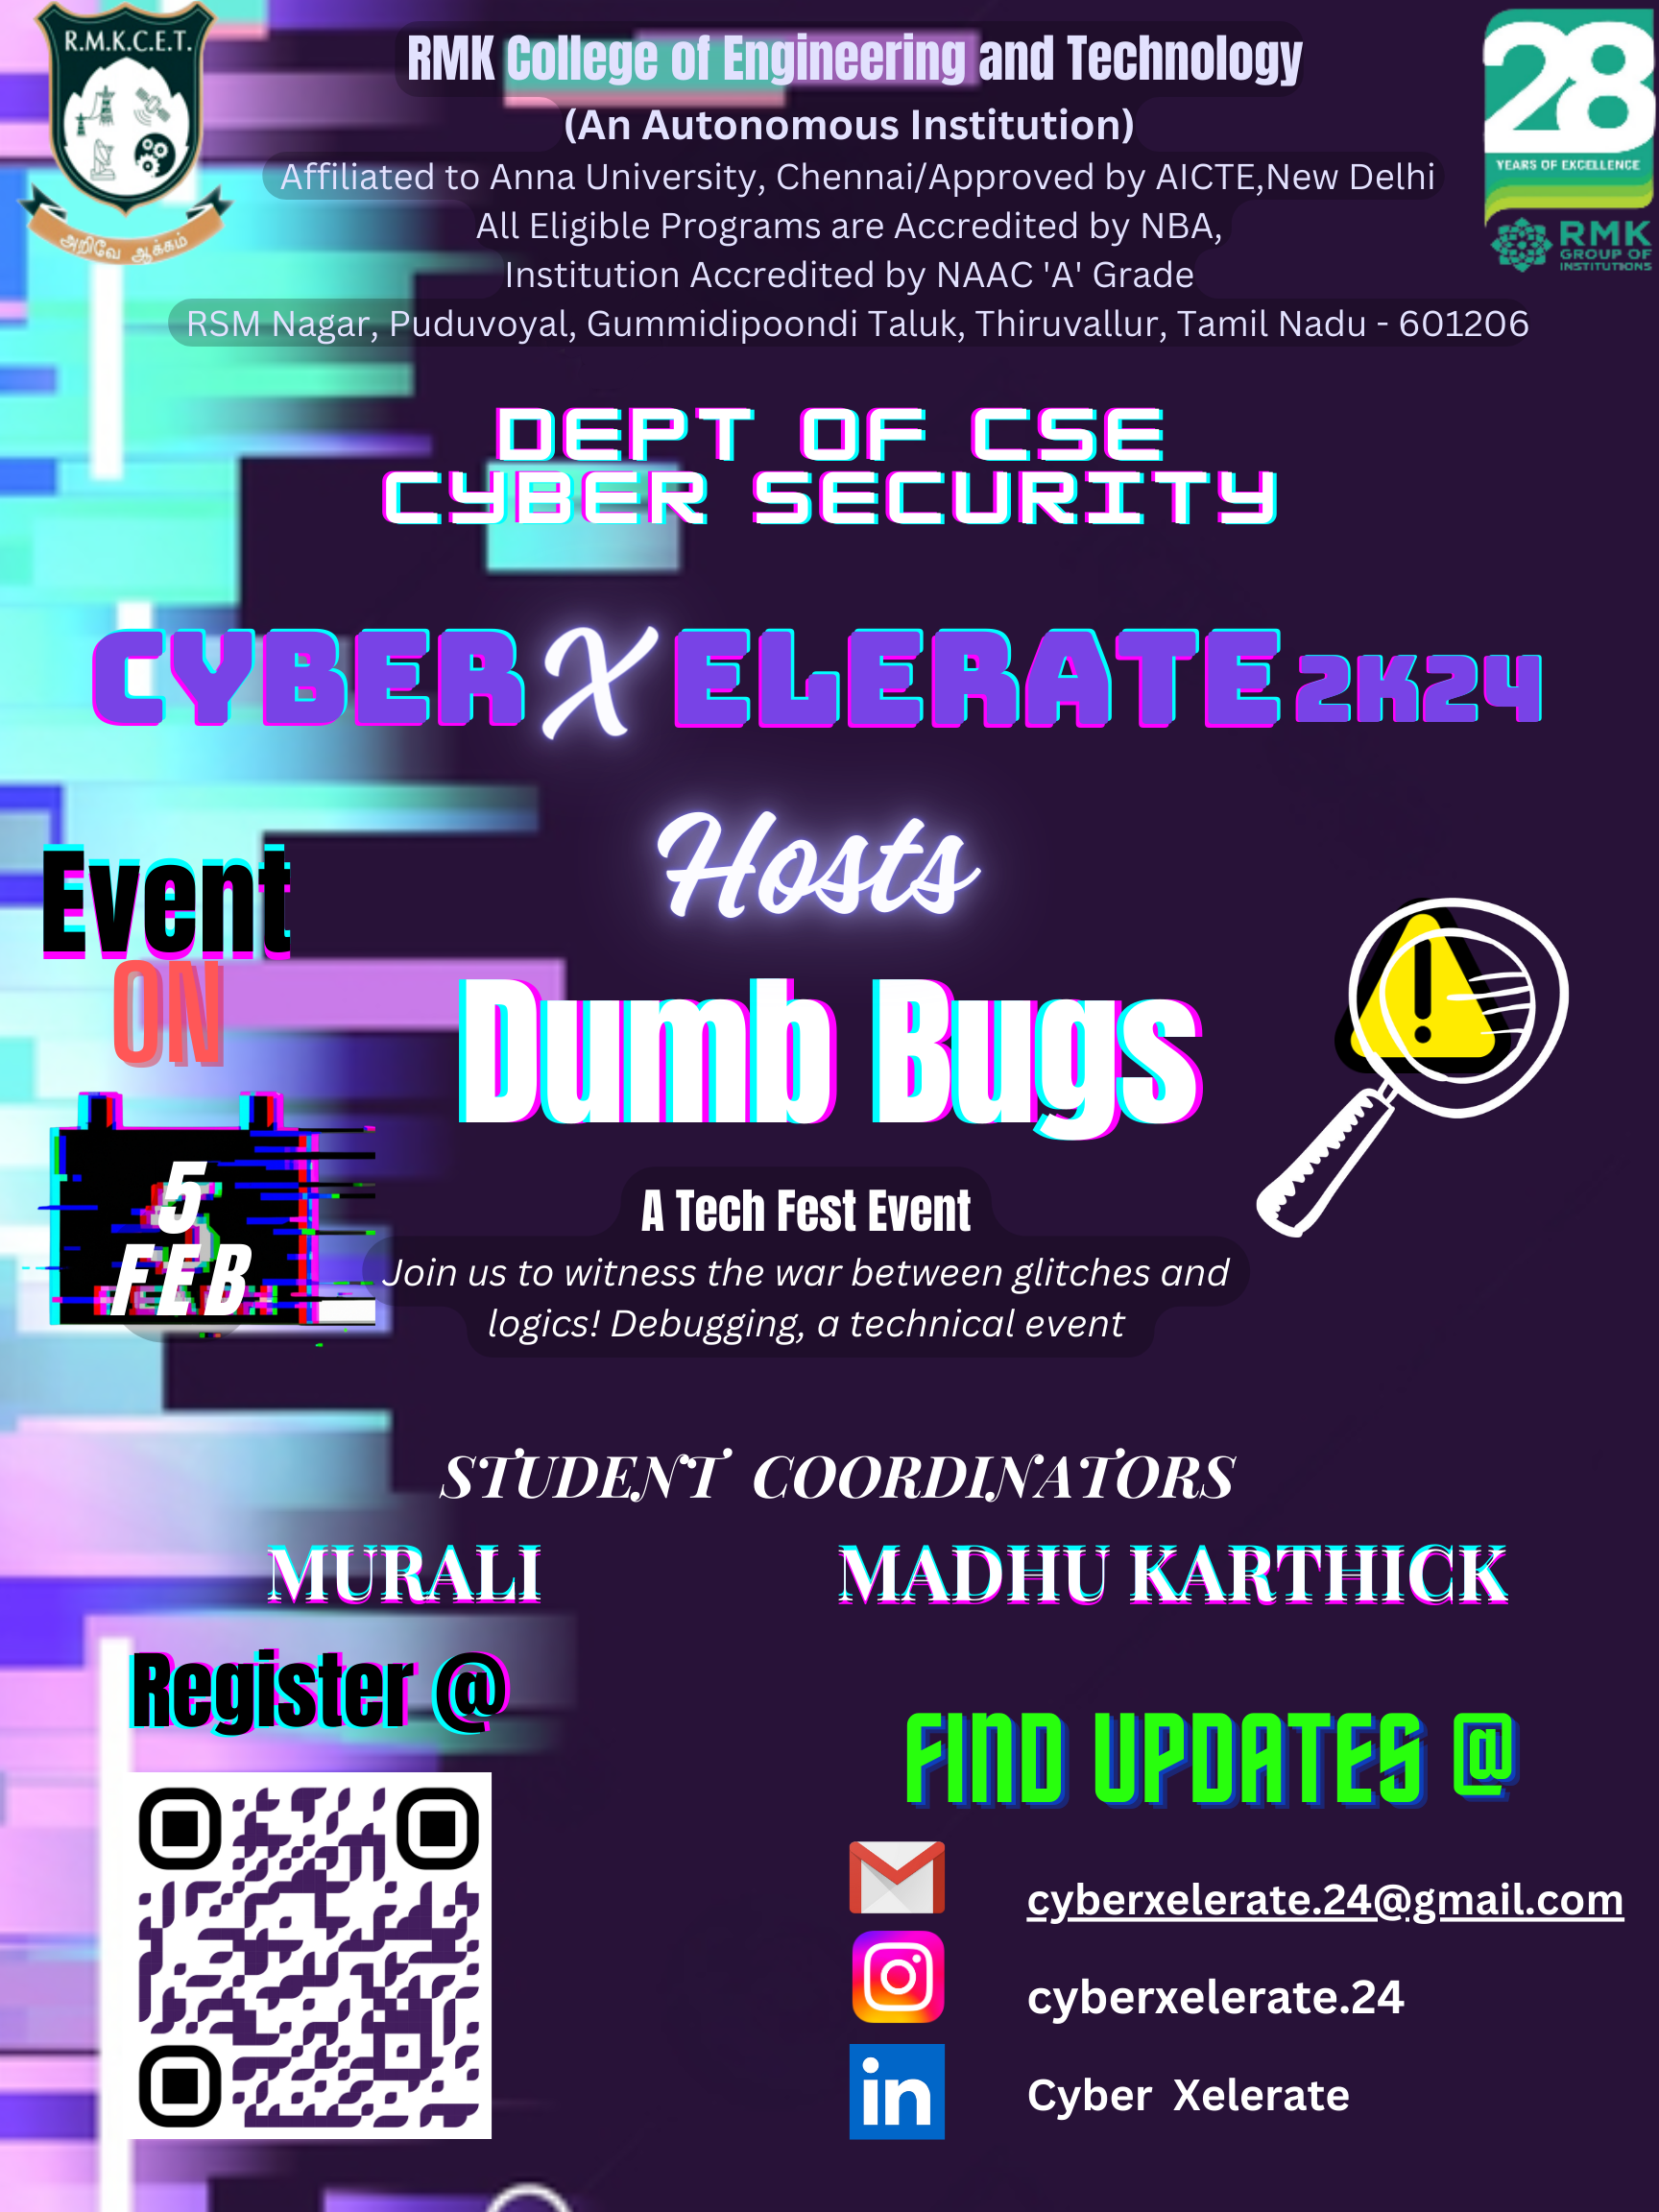 R.M.K.C.E.T.
அறிவே ஆக்கம்
RMK College of Engineering and Technology
(An Autonomous Institution)
Affiliated to Anna University, Chennai/Approved by AICTE,New Delhi
All Eligible Programs are Accredited by NBA,
Institution Accredited by NAAC 'A' Grade
RSM Nagar, Puduvoyal, Gummidipoondi Taluk, Thiruvallur, Tamil Nadu - 601206
28
YEARS OF EXCELLENCE
RMK
GROUP OF
INSTITUTIONS
DEPT OF CSE
CYBER SECURITY
CYBER X ELERATE 2K24
Hosts
Event
ON
5
FEB
Dumb Bugs
A Tech Fest Event
Join us to witness the war between glitches and
logics! Debugging, a technical event
STUDENT COORDINATORS
MURALI MADHU KARTHICK
Register @
FIND UPDATES @
cyberxelerate.24@gmail.com
cyberxelerate.24
in
Cyber Xelerate